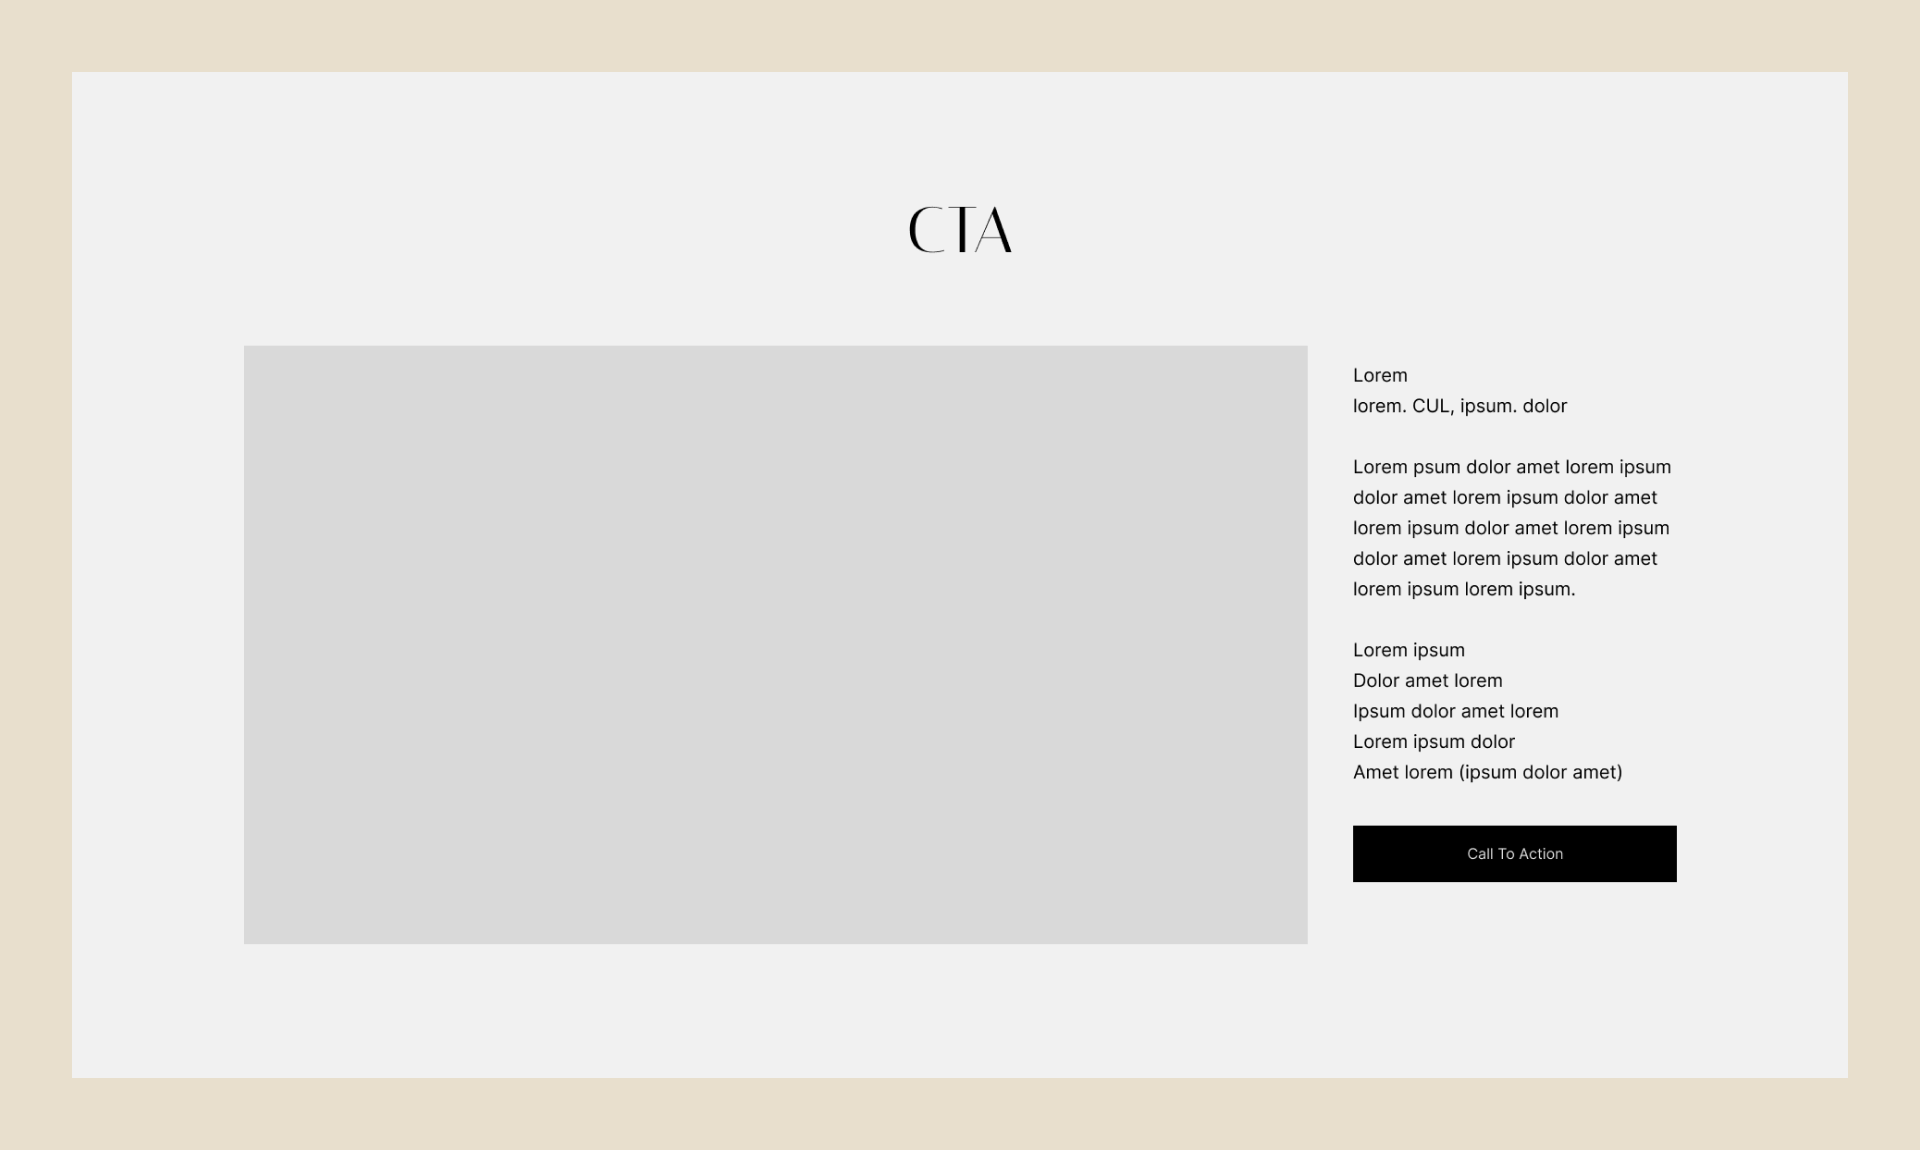 CTA
Lorem
lorem. CUL, ipsum. dolor
Lorem psum dolor amet lorem ipsum
dolor amet lorem ipsum dolor amet
lorem ipsum dolor amet lorem ipsum
dolor amet lorem ipsum dolor amet
lorem ipsum lorem ipsum.
Lorem ipsum
Dolor amet lorem
Ipsum dolor amet lorem
Lorem ipsum dolor
Amet lorem (ipsum dolor amet)
Call To Action